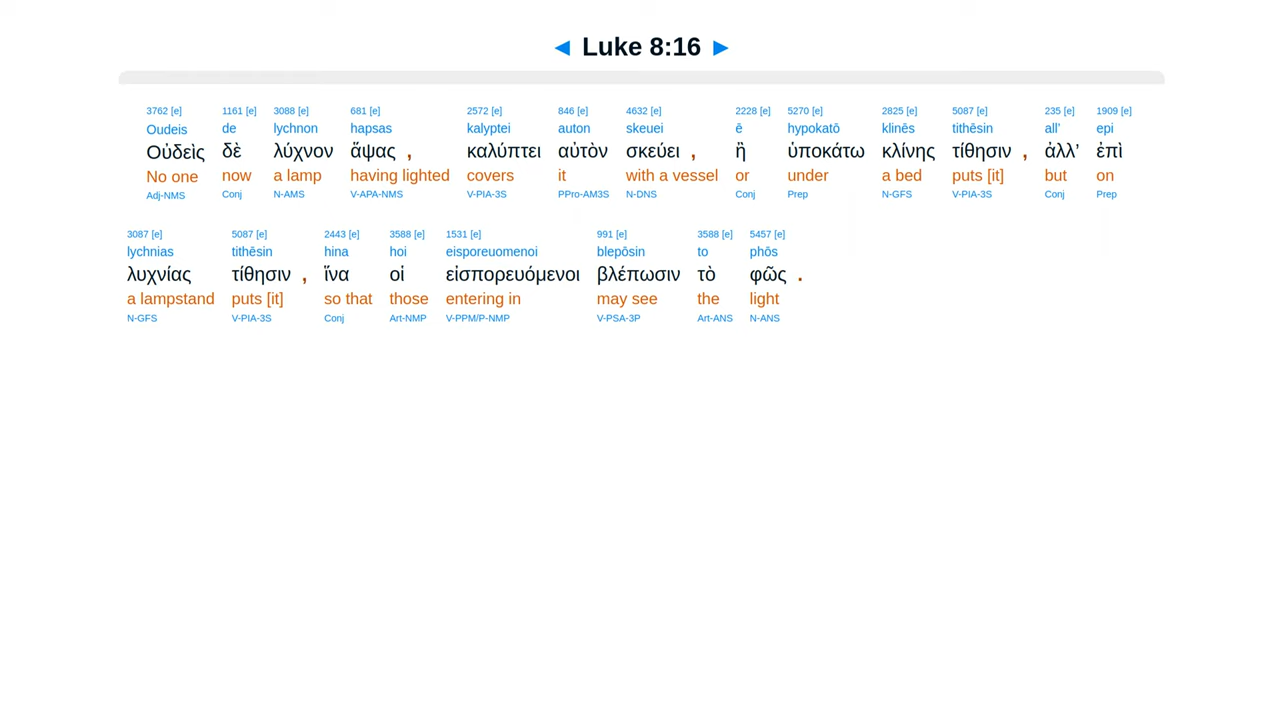 ◄ Luke 8:16 ►
3762 [e] 1161 [e] 3088 [e] 681 [e] 2572 [e] 846 [e] 4632 [e] 2228 [e] 5270 [e] 2825 [e] 5087 [e] 235 [e] 1909 [e]
Oudeis de lychnon hapsas kalyptei auton skeuei ē hypokatō klinēs tithēsin all’ epi
Οὐδεὶς δὲ λύχνον ἅψας , καλύπτει αὐτὸν σκεύει , ἢ ὑποκάτω κλίνης τίθησιν , ἀλλ’ ἐπὶ
No one now a lamp having lighted covers it with a vessel or under a bed puts [it] but on
Adj-NMS Conj N-AMS V-APA-NMS V-PIA-3S PPro-AM3S N-DNS Conj Prep N-GFS V-PIA-3S Conj Prep
3087 [e] 5087 [e] 2443 [e] 3588 [e] 1531 [e] 991 [e] 3588 [e] 5457 [e]
lychnias tithēsin hina hoi eisporeuomenoi blepōsin to phōs
λυχνίας τίθησιν , ἵνα οἱ εἰσπορευόμενοι βλέπωσιν τὸ φῶς .
a lampstand puts [it] so that those entering in may see the light
N-GFS V-PIA-3S Conj Art-NMP V-PPM/P-NMP V-PSA-3P Art-ANS N-ANS